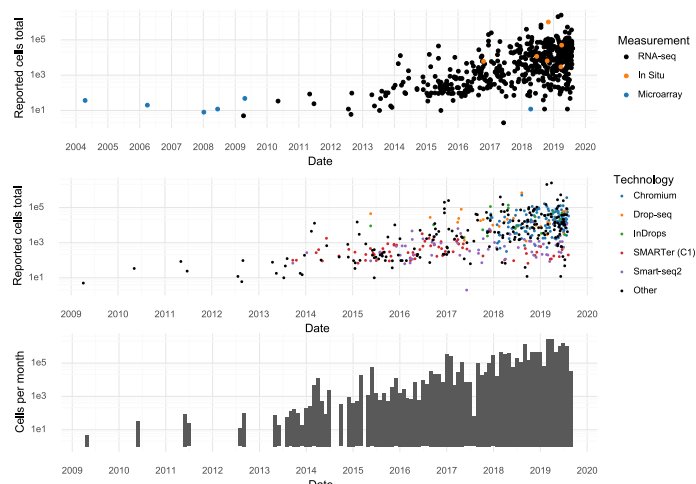 Reported cells total
1e5
1e3
1e1
2004 2005 2006 2007 2008 2009 2010 2011 2012 2013 2014 2015 2016 2017 2018 2019 2020
Date
Measurement
RNA-seq
In Situ
Microarray
Reported cells total
1e5
1e3
1e1
2009 2010 2011 2012 2013 2014 2015 2016 2017 2018 2019 2020
Date
Technology
Chromium
Drop-seq
InDrops
SMARTer (C1)
Smart-seq2
Other
Cells per month
1e5
1e3
1e1
2009 2010 2011 2012 2013 2014 2015 2016 2017 2018 2019 2020
Date